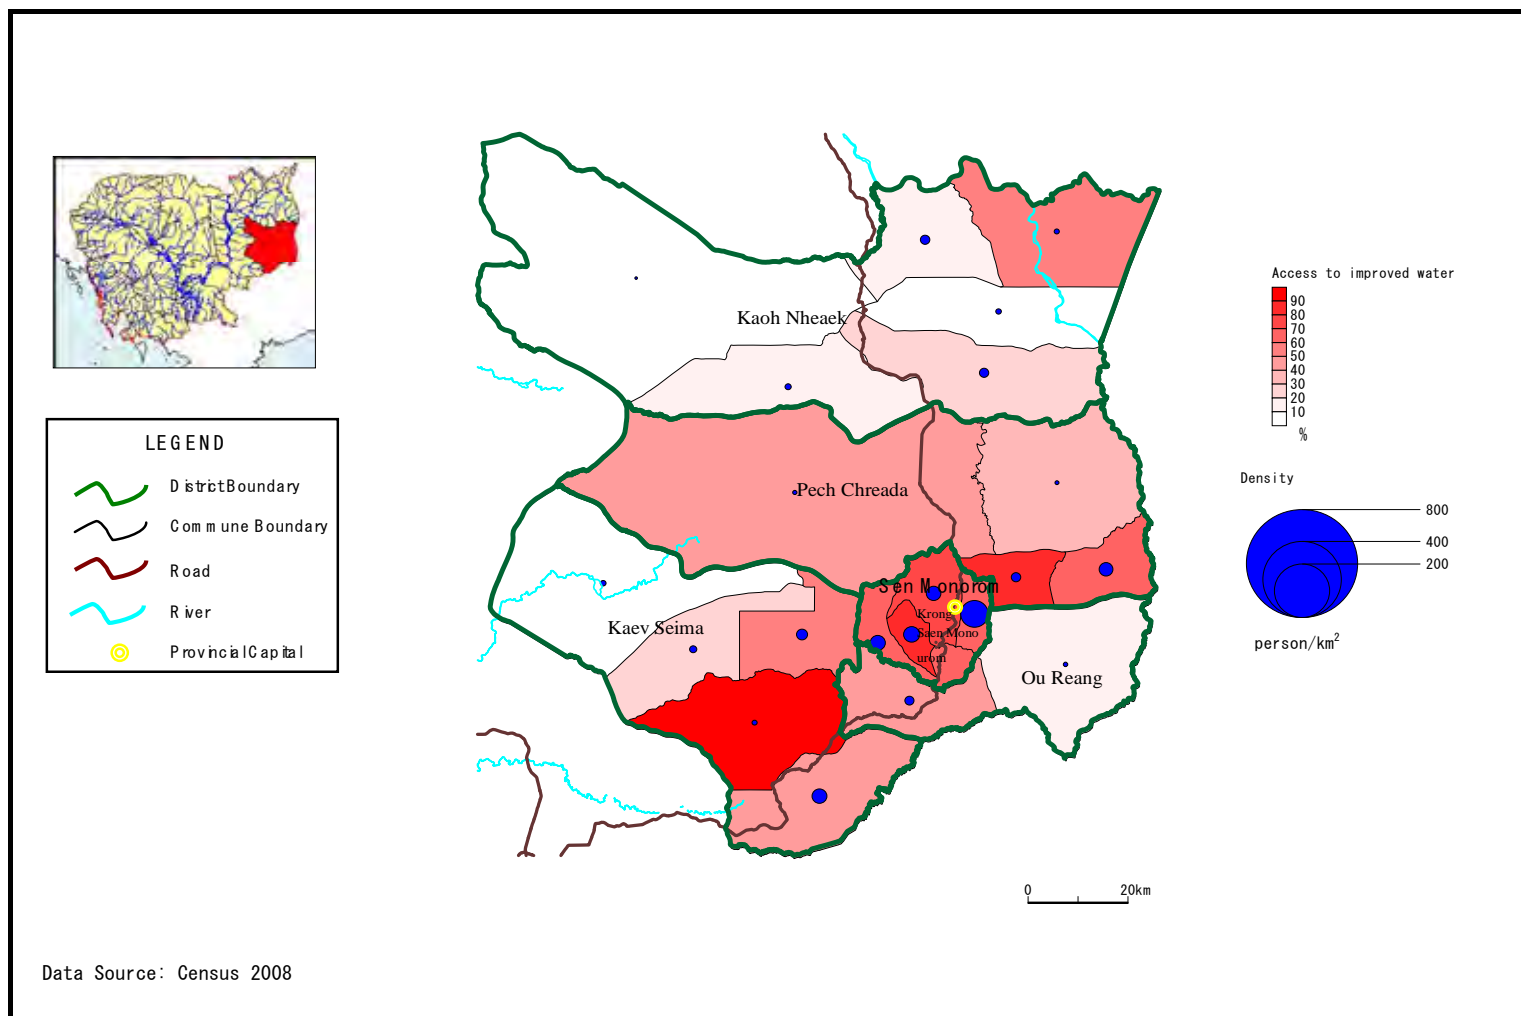 Access to improved water
90
80
70
60
50
40
30
20
10
%
Kaoh Nheaek
LEGEND
District Boundary
Commune Boundary
Road
River
Provincial Capital
Pech Chreada
Density
800
400
200
person/km²
Sen Monorom
Krong
Saen Mono
urom
Kaev Seima
Ou Reang
0 20km
Data Source: Census 2008